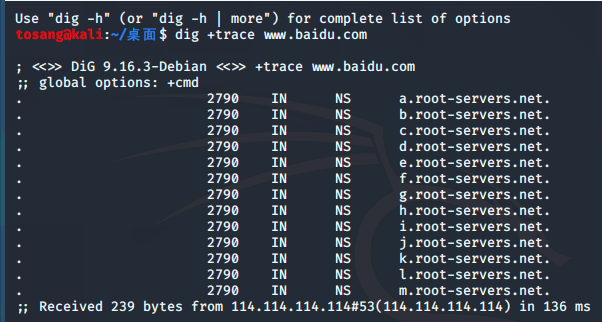 Use "dig -h" (or "dig -h | more") for complete list of options
tosang@kali:~/桌面$ dig +trace www.baidu.com
; <<>> DiG 9.16.3-Debian <<>> +trace www.baidu.com
;; global options: +cmd
. 2790 IN NS a.root-servers.net.
. 2790 IN NS b.root-servers.net.
. 2790 IN NS c.root-servers.net.
. 2790 IN NS d.root-servers.net.
. 2790 IN NS e.root-servers.net.
. 2790 IN NS f.root-servers.net.
. 2790 IN NS g.root-servers.net.
. 2790 IN NS h.root-servers.net.
. 2790 IN NS i.root-servers.net.
. 2790 IN NS j.root-servers.net.
. 2790 IN NS k.root-servers.net.
. 2790 IN NS l.root-servers.net.
. 2790 IN NS m.root-servers.net.
;; Received 239 bytes from 114.114.114.114#53(114.114.114.114) in 136 ms